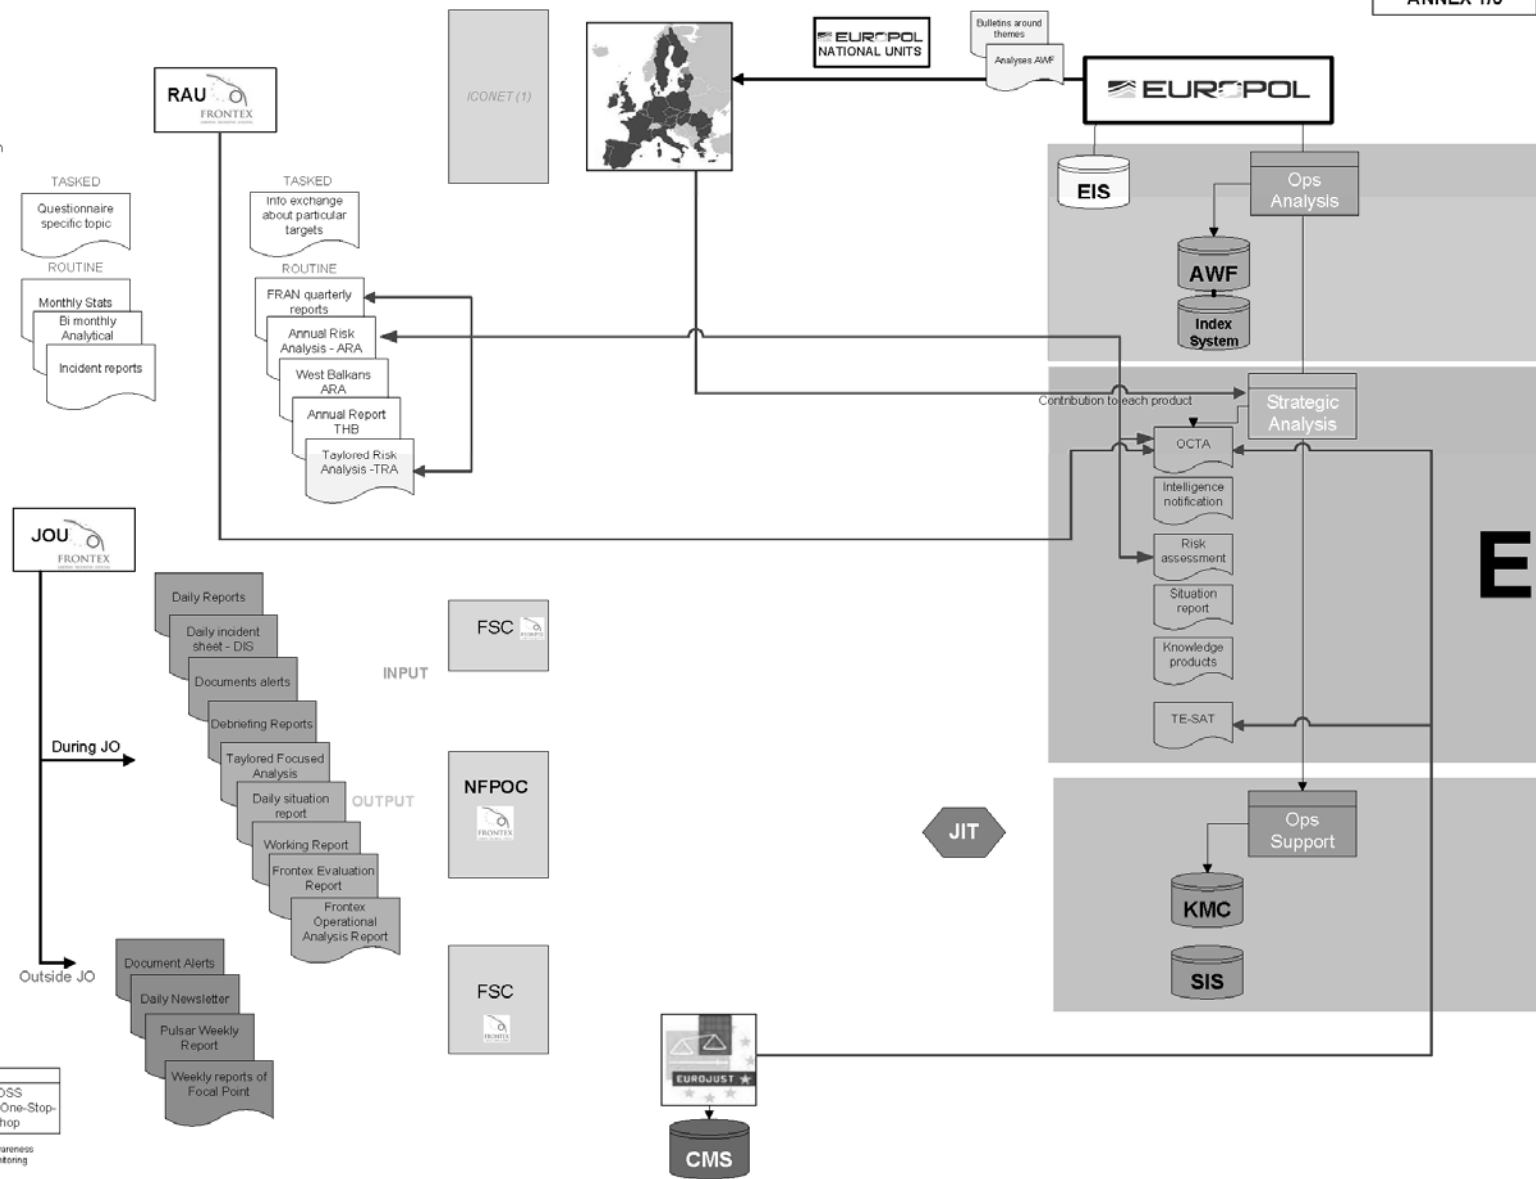 ANNEX 1/5
Bulletins around
themes
Analyses AWF
EUROPOL
NATIONAL UNITS
EUROPOL
RAU
FRONTEX
ICONET (1)
EIS
Ops
Analysis
AWF
Index
System
TASKED
Questionnaire
specific topic
ROUTINE
Monthly Stats
Bi monthly
Analytical
Incident reports
TASKED
Info exchange
about particular
targets
ROUTINE
FRAN quarterly
reports
Annual Risk
Analysis - ARA
West Balkans
ARA
Annual Report
THB
Taylored Risk
Analysis -TRA
Contribution to each product
Strategic
Analysis
OCTA
Intelligence
notification
Risk
assessment
Situation
report
Knowledge
products
TE-SAT
E
JOU
FRONTEX
During JO
Outside JO
Daily Reports
Daily incident
sheet - DIS
Documents alerts
Debriefing Reports
Taylored Focused
Analysis
Daily situation
report
Working Report
Frontex Evaluation
Report
Frontex
Operational
Analysis Report
INPUT
OUTPUT
FSC
NFPOC
FRONTEX
FSC
FRONTEX
JIT
Ops
Support
KMC
SIS
Document Alerts
Daily Newsletter
Pulsar Weekly
Report
Weekly reports of
Focal Point
EUROJUST
CMS
OSS
One-Stop-
hop